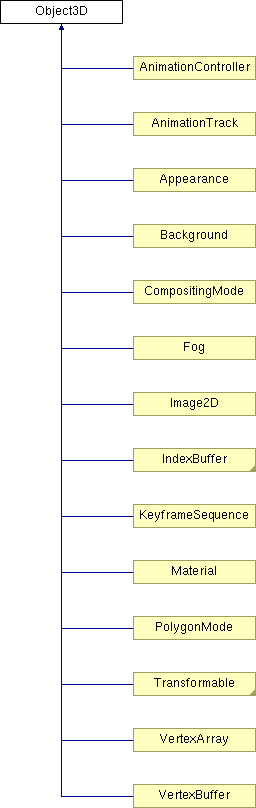 Object3D
AnimationController
AnimationTrack
Appearance
Background
CompositingMode
Fog
Image2D
IndexBuffer
KeyframeSequence
Material
PolygonMode
Transformable
VertexArray
VertexBuffer